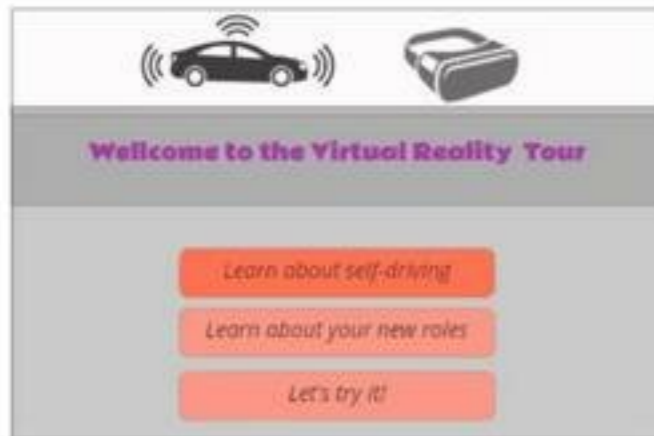 Wellcome to the Virtual Reality Tour
Learn about self-driving
Learn about your new roles
Let's try it!